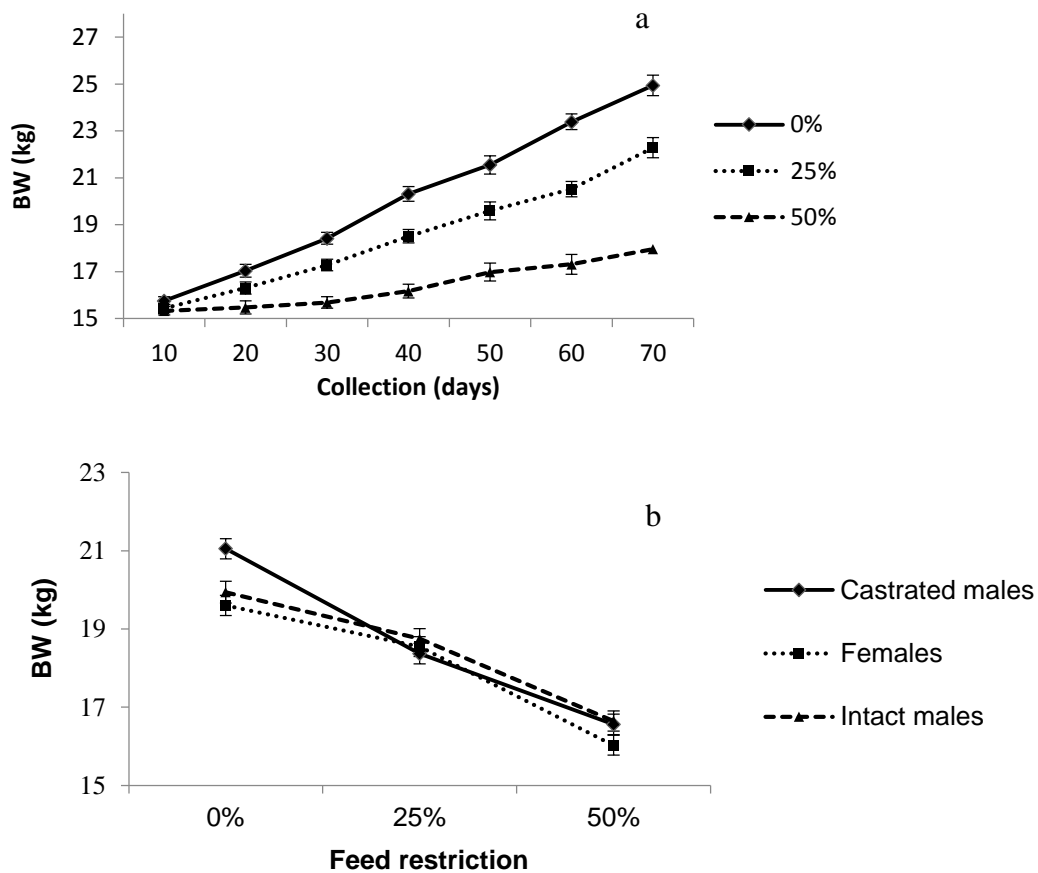 a
27
25
23
21
19
17
15
BW (kg)
10 20 30 40 50 60 70
Collection (days)
0%
25%
50%
b
23
21
19
17
15
BW (kg)
0% 25% 50%
Feed restriction
Castrated males
Females
Intact males